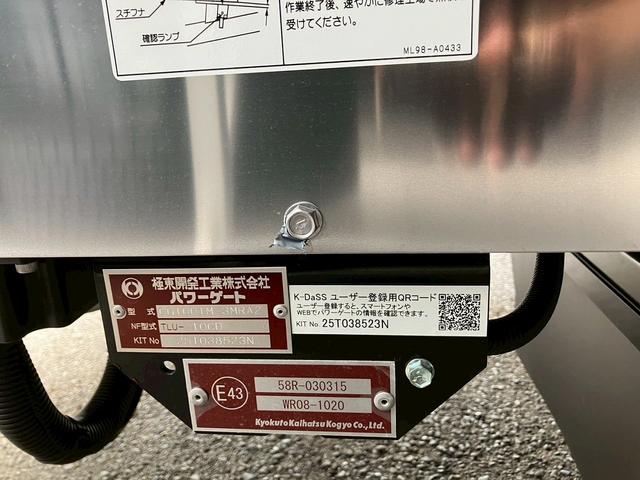 スチフナ
確認ランプ
作業終了後、速やかに修理工場で点検
受けてください。
ML98-A0433
極東開発工業株式会社
パワーゲート
型 式
NF型式 TLU- 10CD
KIT No 25T038523N
K-DaSS ユーザー登録用QRコード
ユーザー登録すると、スマートフォンや
WEBでパワーゲートの情報を確認できます。
KIT No. 25T038523N
E43
58R-030315
WR08-1020
Kyokuto Kaihatsu Kogyo Co., Ltd.